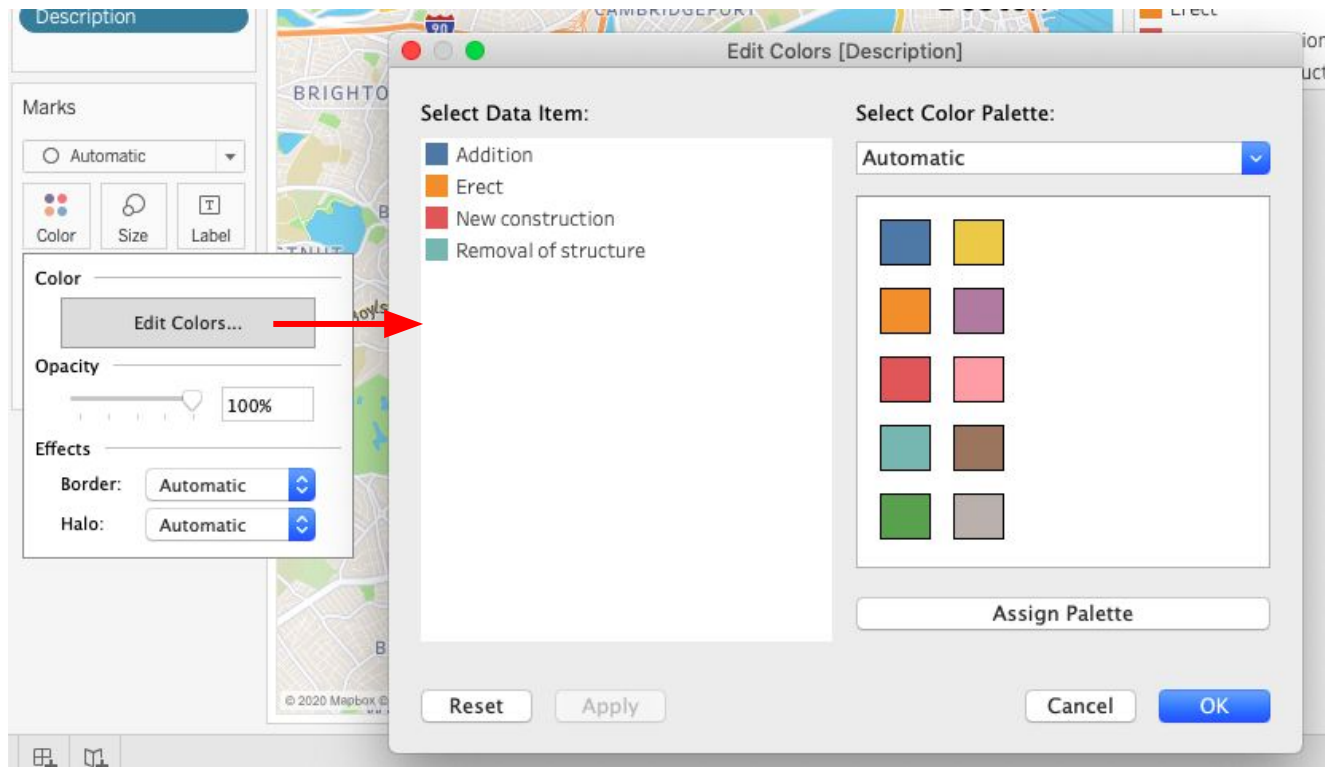 Description
Marks
Automatic
Color
Size
Label
Color
Edit Colors...
Opacity
100%
Effects
Border:
Automatic
Halo:
Automatic
CAMBRIDGEPORT
90
BRIGHTO
© 2020 Mapbox ©
Erect
Edit Colors [Description]
Select Data Item:
Addition
Erect
New construction
Removal of structure
Select Color Palette:
Automatic
Assign Palette
Reset
Apply
Cancel
OK